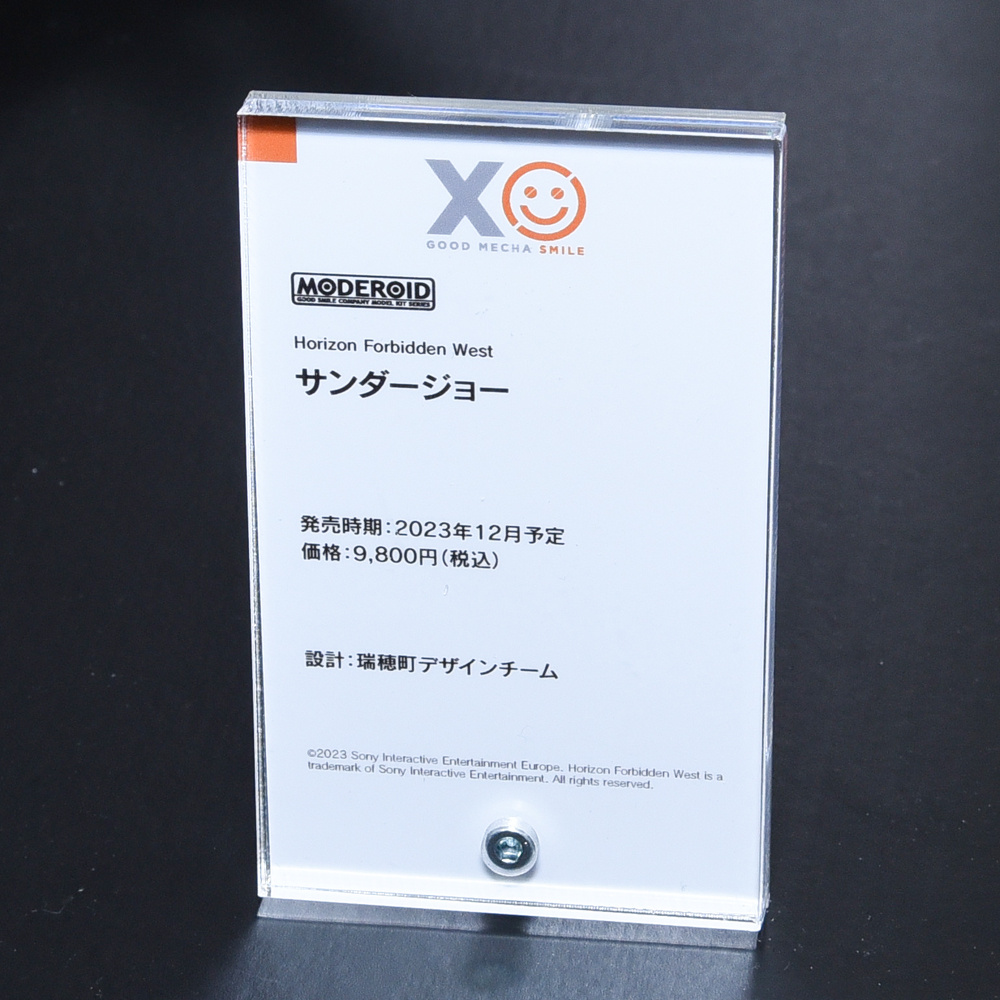 XO
GOOD MECHA SMILE
MODEROID
GOOD SMILE COMPANY MODEL KIT SERIES
Horizon Forbidden West
サンダージョー
発売時期：2023年12月予定
価格：9,800円（税込）
設計：瑞穂町デザインチーム
©2023 Sony Interactive Entertainment Europe. Horizon Forbidden West is a
trademark of Sony Interactive Entertainment. All rights reserved.